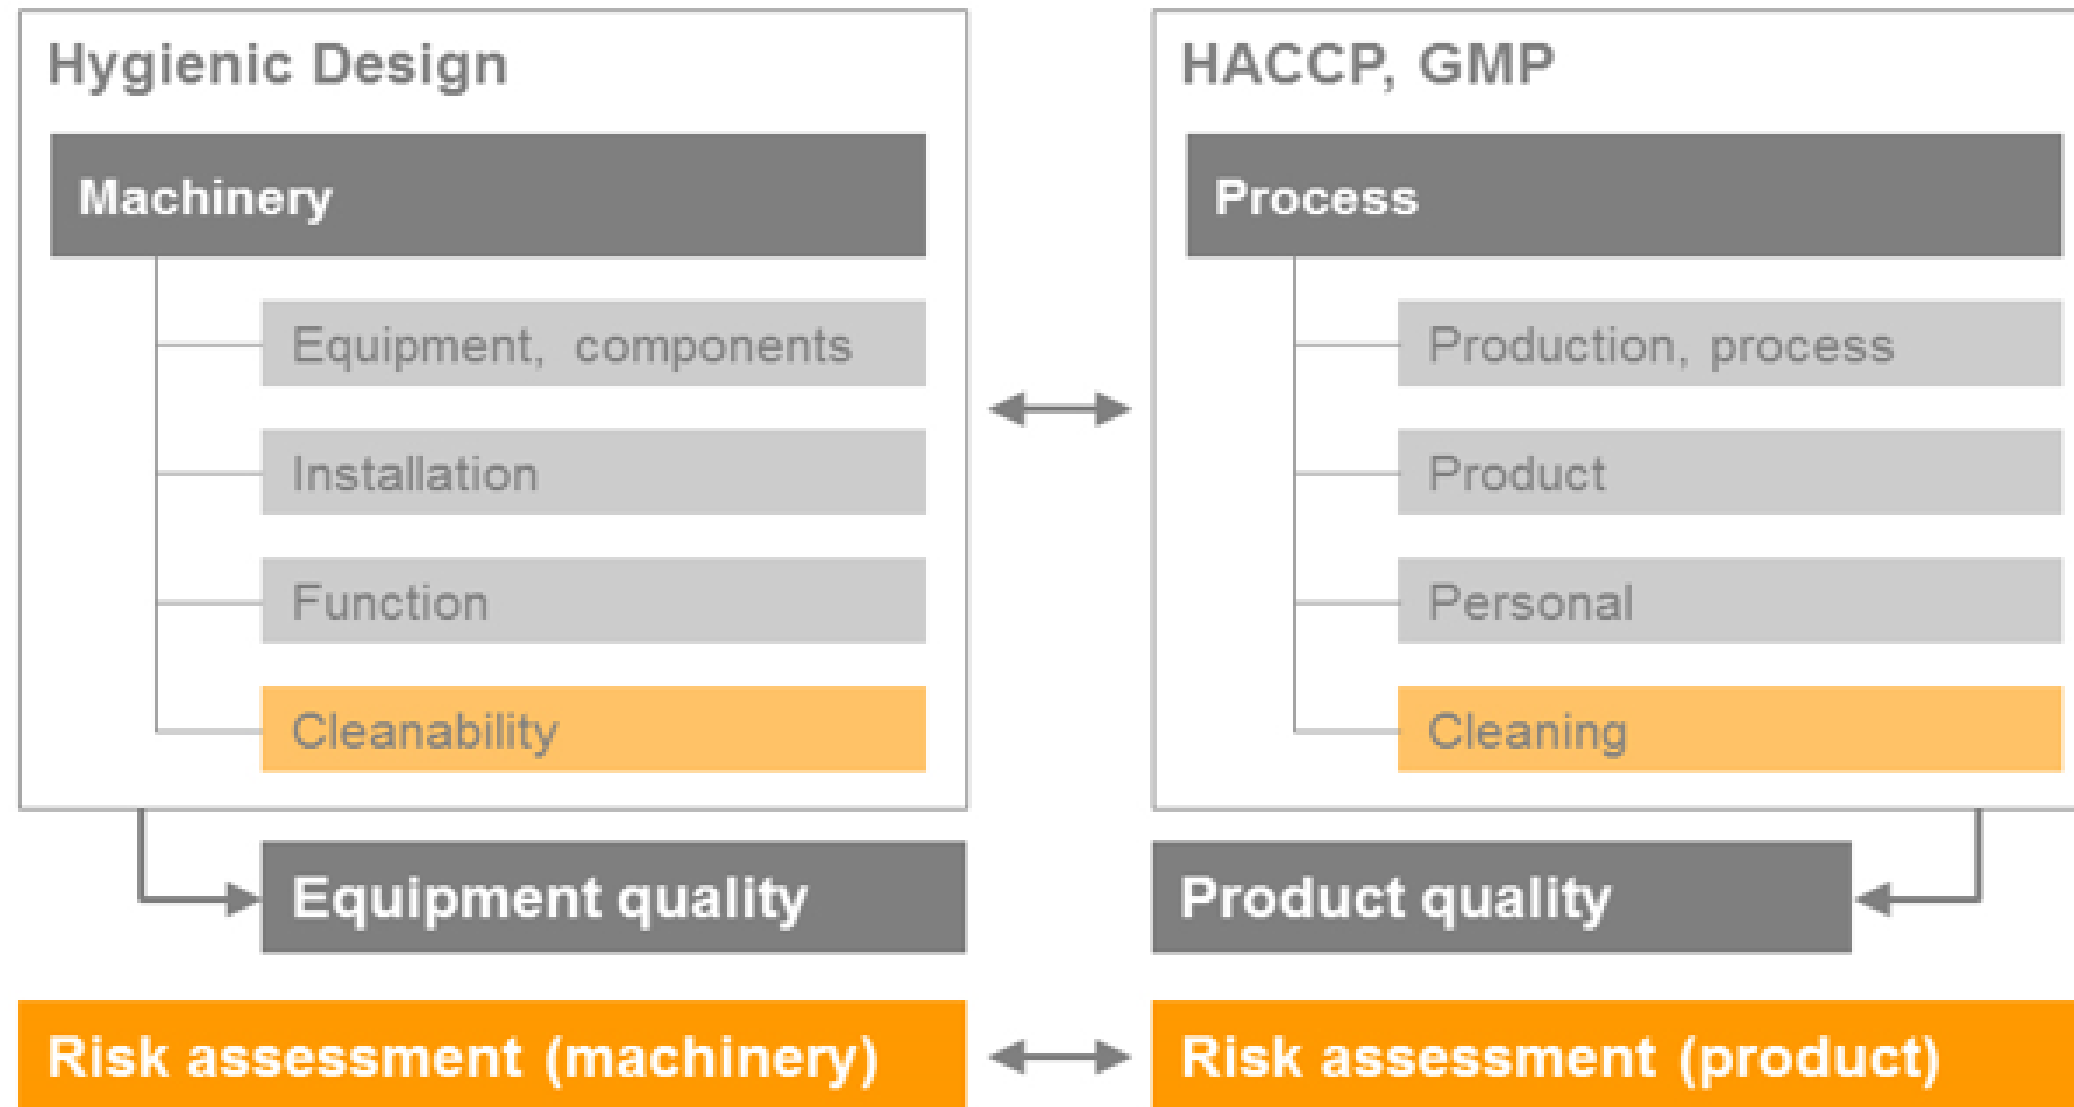 Hygienic Design
Machinery
Equipment, components
Installation
Function
Cleanability
Equipment quality
Risk assessment (machinery)
HACCP, GMP
Process
Production, process
Product
Personal
Cleaning
Product quality
Risk assessment (product)